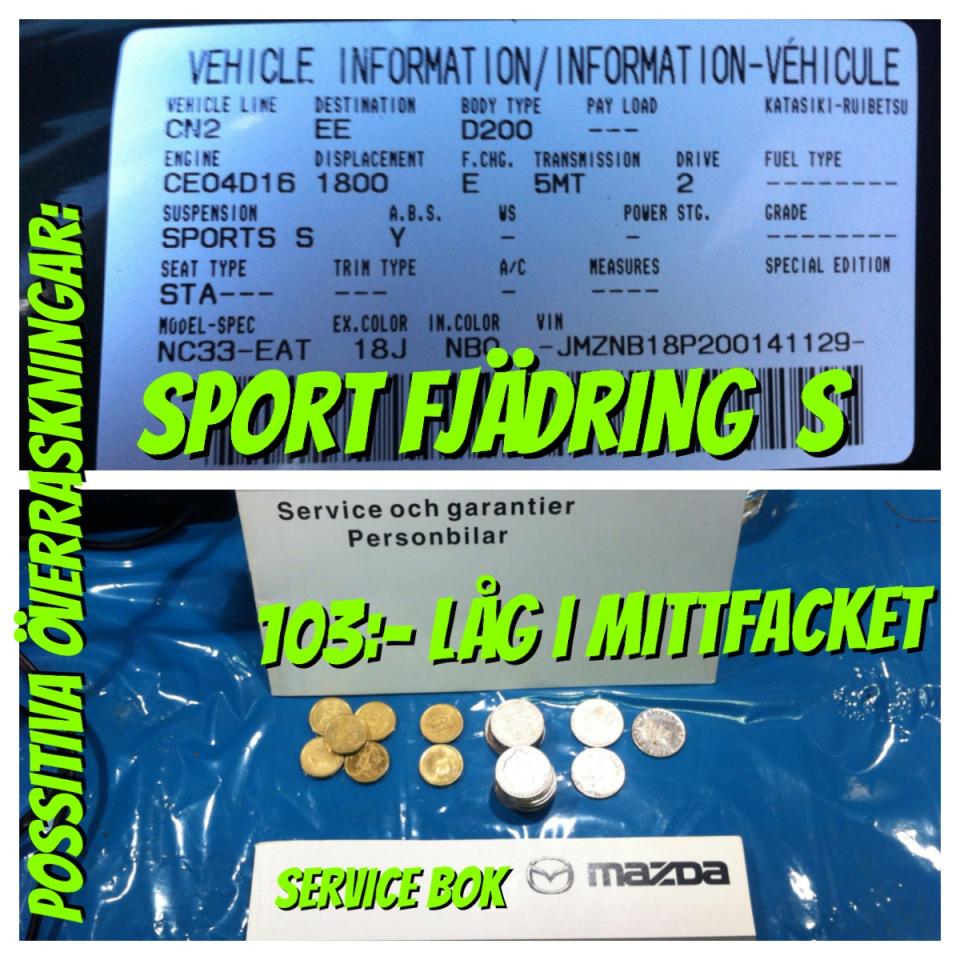 POSSITIVA ÖVERRASKNINGAR:
VEHICLE INFORMATION/INFORMATION-VÉHICULE
VEHICLE LINE DESTINATION BODY TYPE PAY LOAD KATASIKI-RUIBETSU
CN2 EE D200 ---
ENGINE DISPLACEMENT F.CHG. TRANSMISSION DRIVE FUEL TYPE
CE04D16 1800 E 5MT 2 --------
SUSPENSION A.B.S. WS POWER STG. GRADE
SPORTS S Y - - --------
SEAT TYPE TRIM TYPE A/C MEASURES SPECIAL EDITION
STA--- --- - ----
MODEL-SPEC EX.COLOR IN.COLOR VIN
NC33-EAT 18J NB0 -JMZNB18P200141129-
SPORT FJÄDRING S
Service och garantier
Personbilar
103:- LÅG I MITTFACKET
SERVICE BOK mazda